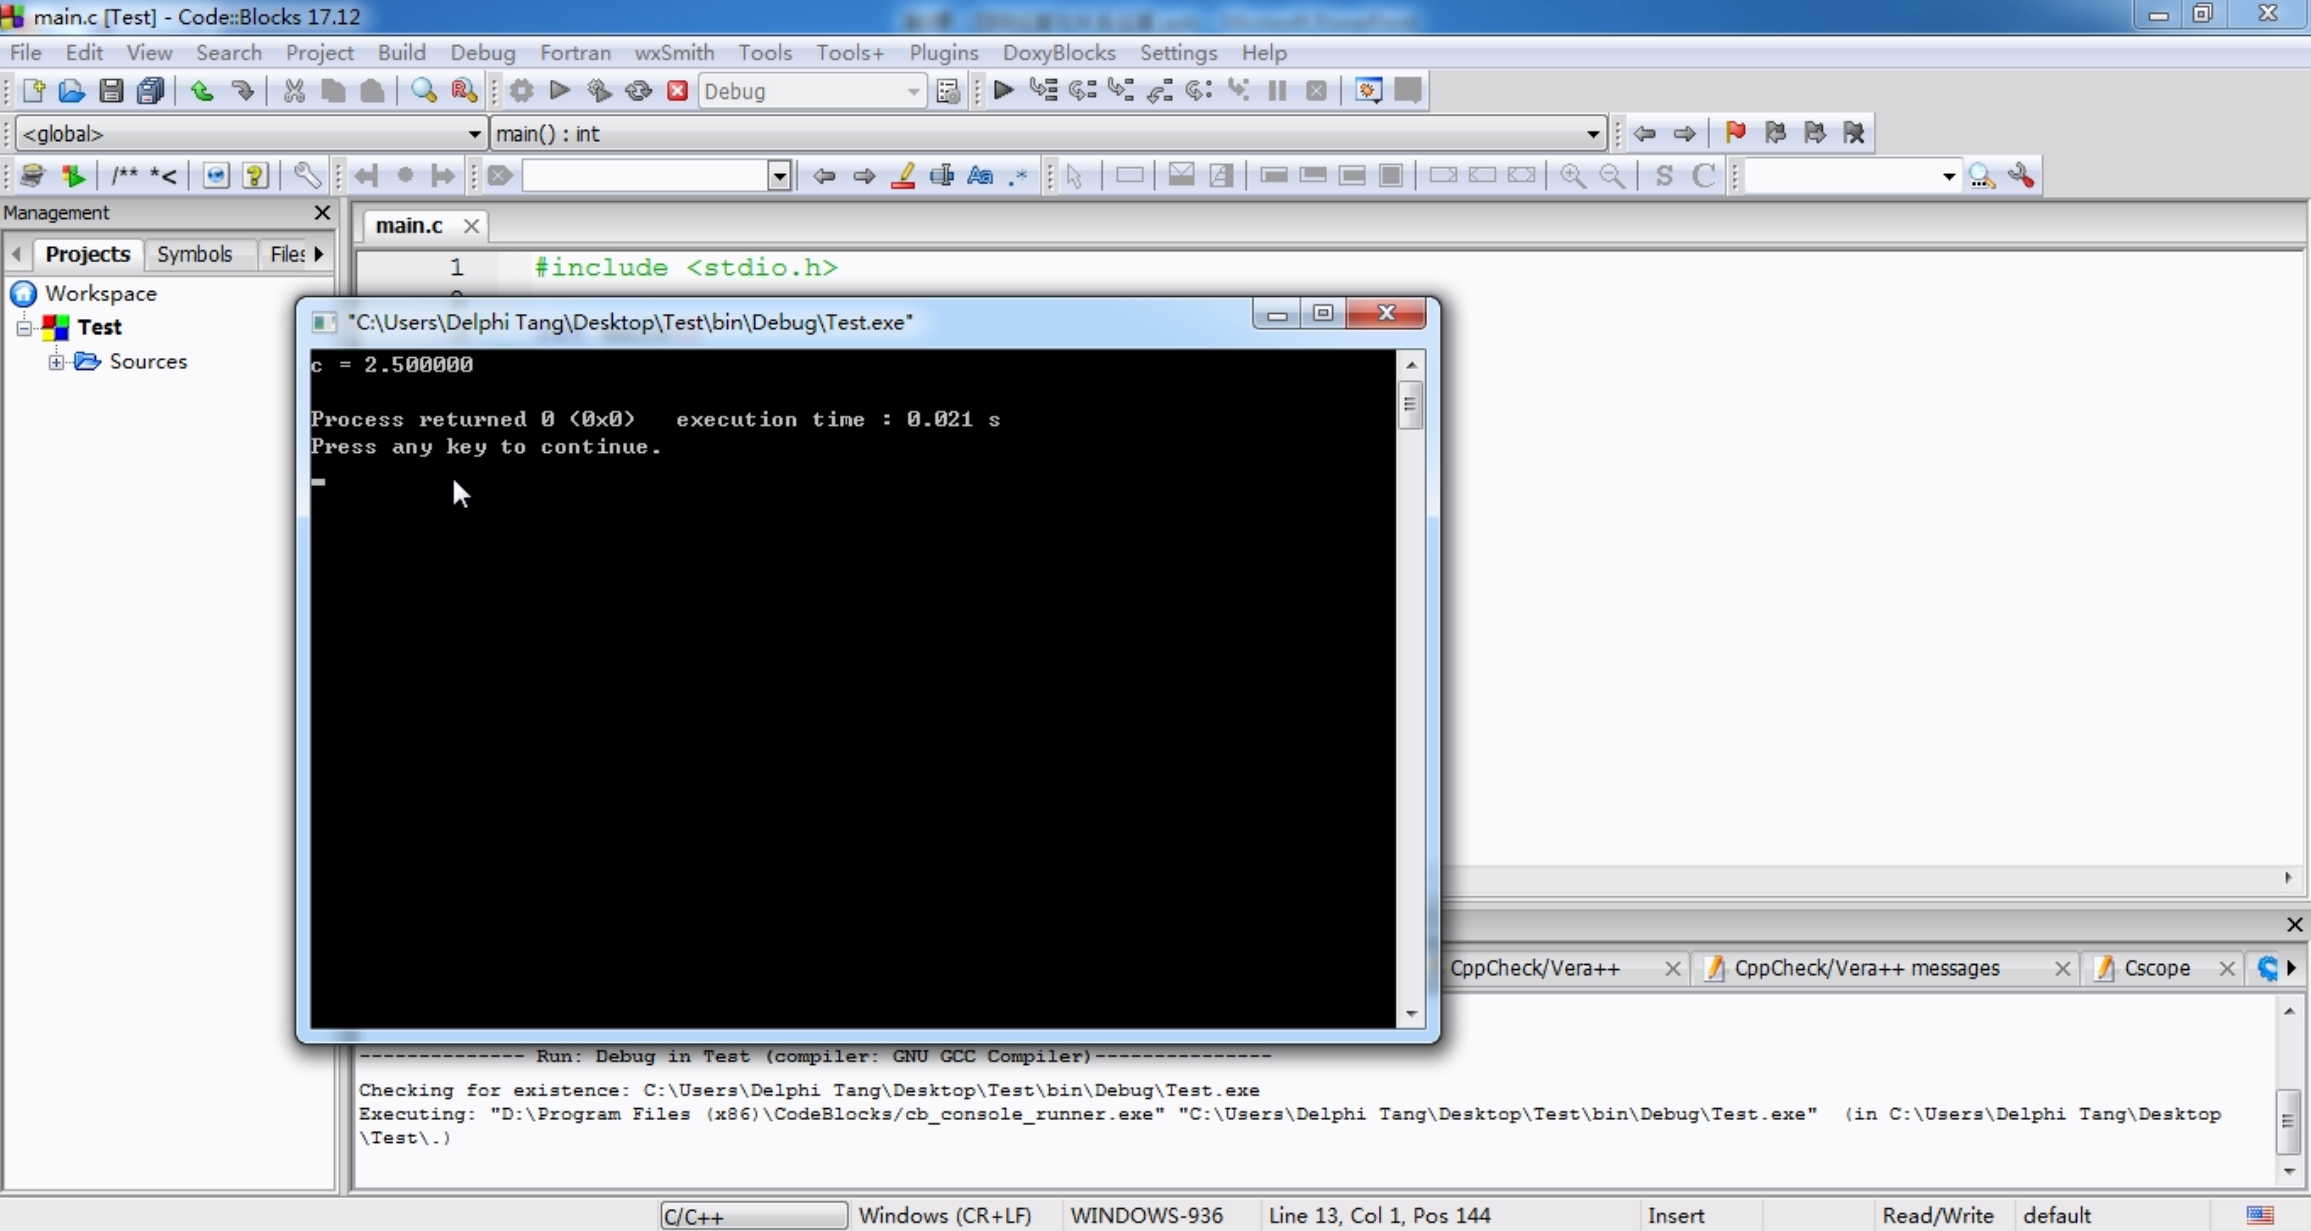 main.c [Test] - Code::Blocks 17.12
File Edit View Search Project Build Debug Fortran wxSmith Tools Tools+ Plugins DoxyBlocks Settings Help
Debug
<global> main() : int
/** *<
S C
Management
Projects Symbols Files
main.c
Workspace
Test
Sources
1 #include <stdio.h>
"C:\Users\Delphi Tang\Desktop\Test\bin\Debug\Test.exe"
c = 2.500000
Process returned 0 (0x0)   execution time : 0.021 s
Press any key to continue.
CppCheck/Vera++ CppCheck/Vera++ messages Cscope
-------------- Run: Debug in Test (compiler: GNU GCC Compiler)---------------
Checking for existence: C:\Users\Delphi Tang\Desktop\Test\bin\Debug\Test.exe
Executing: "D:\Program Files (x86)\CodeBlocks/cb_console_runner.exe" "C:\Users\Delphi Tang\Desktop\Test\bin\Debug\Test.exe"  (in C:\Users\Delphi Tang\Desktop
\Test\.)
C/C++ Windows (CR+LF) WINDOWS-936 Line 13, Col 1, Pos 144 Insert Read/Write default